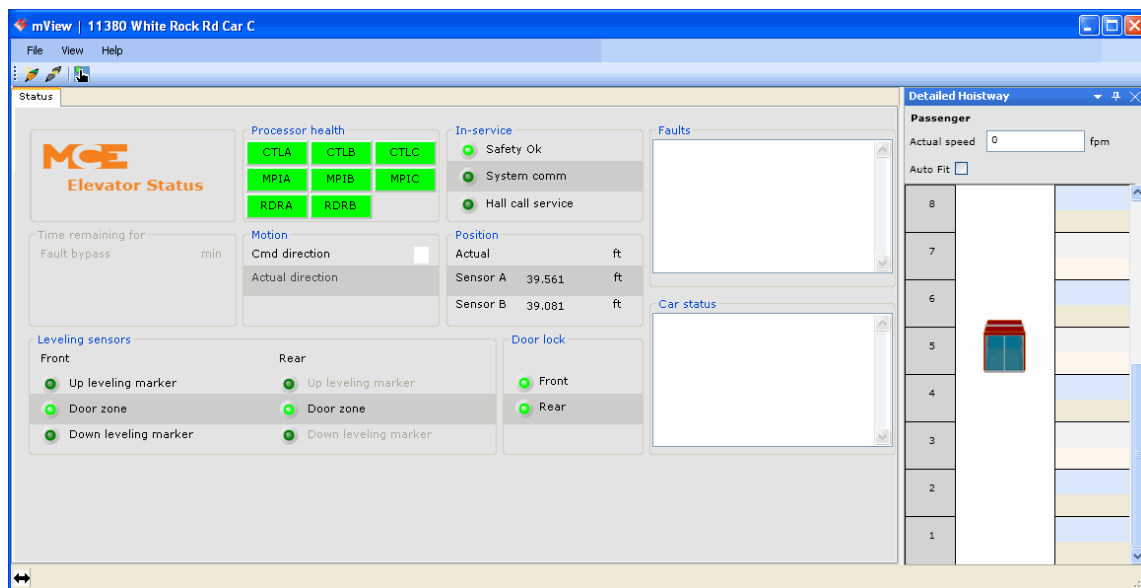 mView | 11380 White Rock Rd Car C
File View Help
Status
MCE
Elevator Status
Processor health
CTLA CTLB CTLC
MPIA MPIB MPIC
RDRA RDRB
In-service
Safety Ok
System comm
Hall call service
Faults
Time remaining for
Fault bypass min
Motion
Cmd direction
Actual direction
Position
Actual ft
Sensor A 39.561 ft
Sensor B 39.081 ft
Car status
Leveling sensors
Front Rear
Up leveling marker Up leveling marker
Door zone Door zone
Down leveling marker Down leveling marker
Door lock
Front
Rear
Detailed Hoistway
Passenger
Actual speed 0 fpm
Auto Fit
8
7
6
5
4
3
2
1